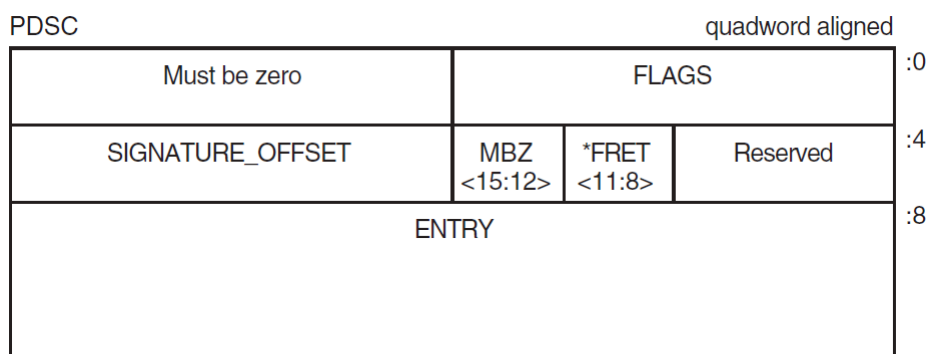 PDSC quadword aligned
Must be zero FLAGS :0
SIGNATURE_OFFSET MBZ *FRET Reserved :4
<15:12> <11:8>
ENTRY :8